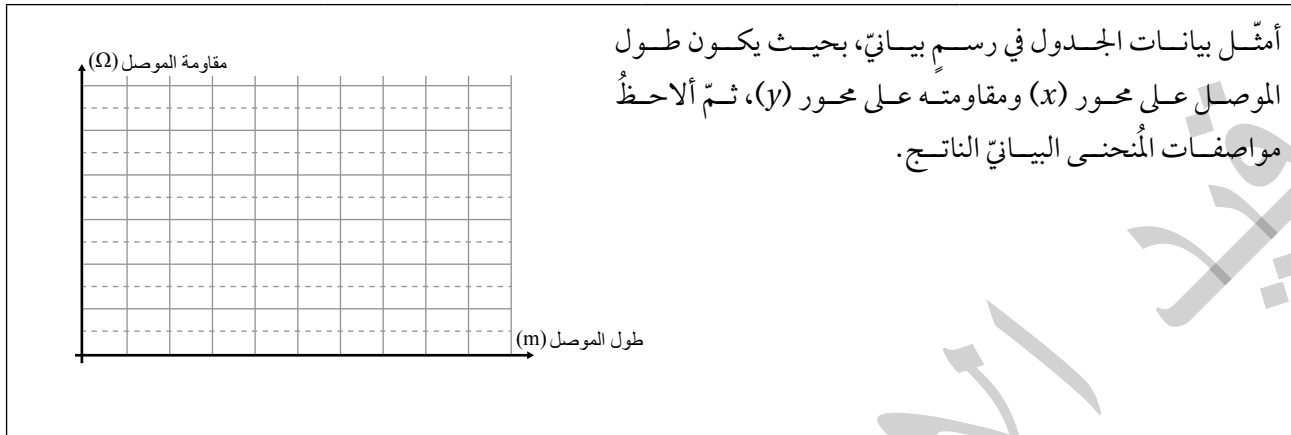 أمثّل بيانات الجدول في رسمٍ بيانيّ، بحيث يكون طول
الموصل على محور (x) ومقاومته على محور (y)، ثمّ ألاحظُ
مواصفات المُنحنى البيانيّ الناتج.
مقاومة الموصل (Ω)
طول الموصل (m)